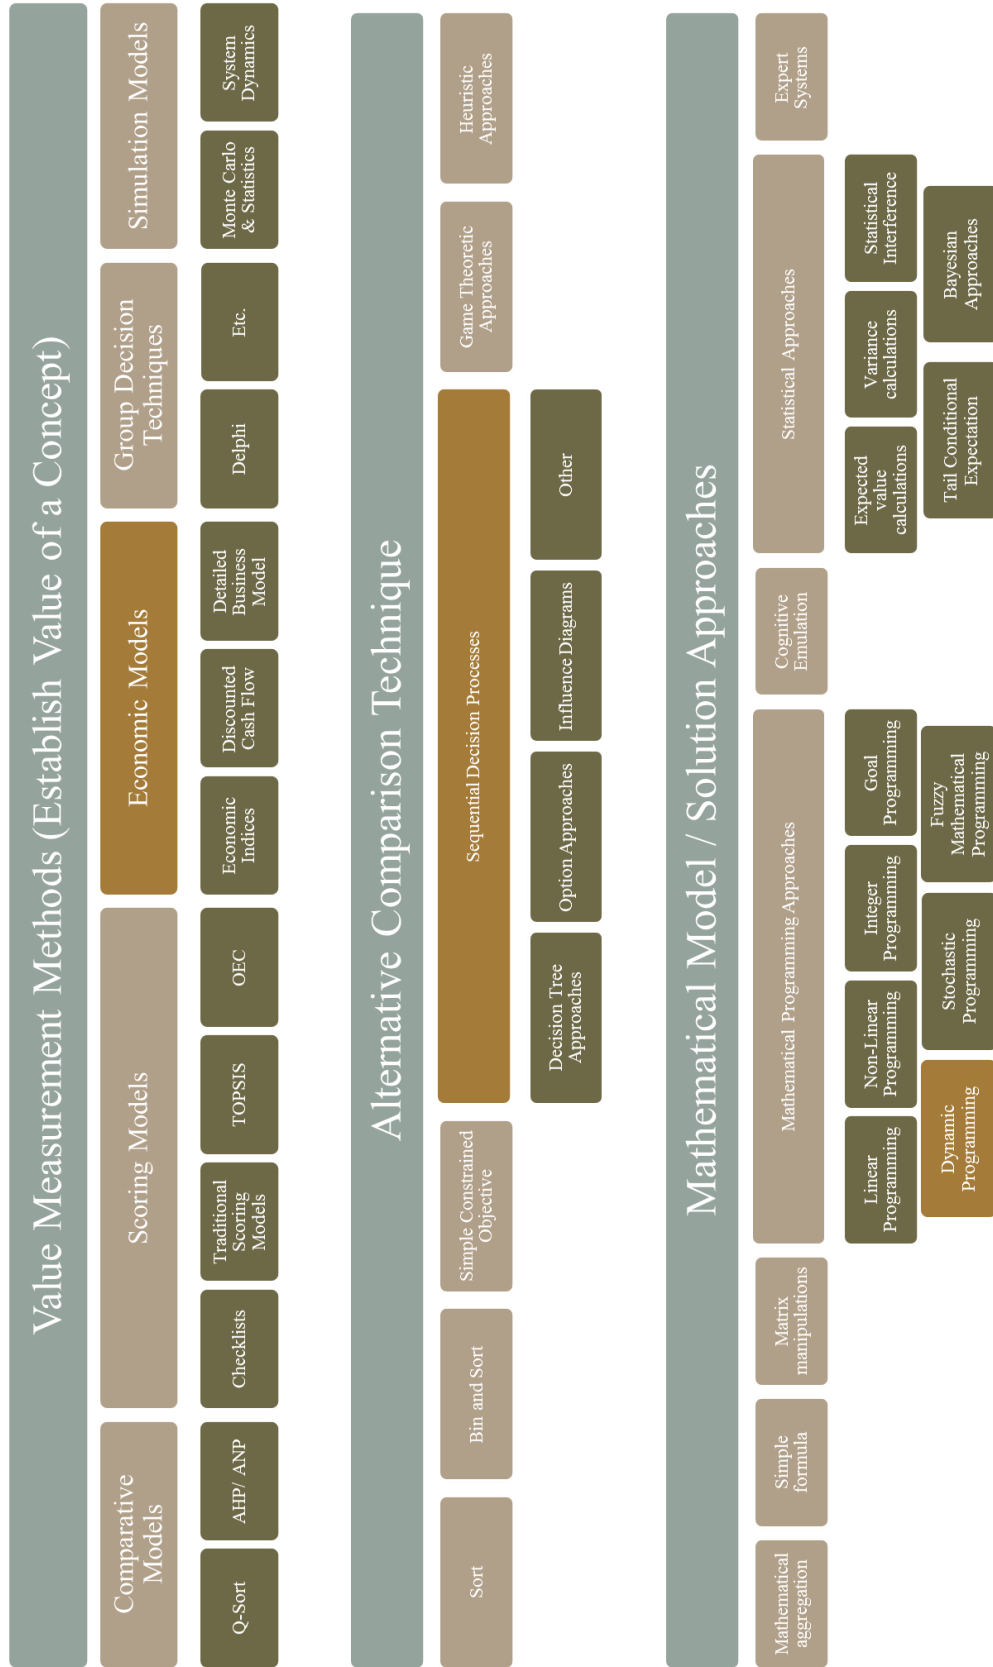 Value Measurement Methods (Establish Value of a Concept)
Comparative
Models
Scoring Models
Economic Models
Group Decision
Techniques
Simulation Models
Q-Sort
AHP/ ANP
Checklists
Traditional
Scoring
Models
TOPSIS
OEC
Economic
Indices
Discounted
Cash Flow
Detailed
Business
Model
Delphi
Etc.
Monte Carlo
& Statistics
System
Dynamics
Alternative Comparison Technique
Sort
Bin and Sort
Simple Constrained
Objective
Sequential Decision Processes
Game Theoretic
Approaches
Heuristic
Approaches
Decision Tree
Approaches
Option Approaches
Influence Diagrams
Other
Mathematical Model / Solution Approaches
Mathematical
aggregation
Simple
formula
Matrix
manipulations
Mathematical Programming Approaches
Cognitive
Emulation
Statistical Approaches
Expert
Systems
Linear
Programming
Non-Linear
Programming
Integer
Programming
Goal
Programming
Expected
value
calculations
Variance
calculations
Statistical
Interference
Dynamic
Programming
Stochastic
Programming
Fuzzy
Mathematical
Programming
Tail Conditional
Expectation
Bayesian
Approaches